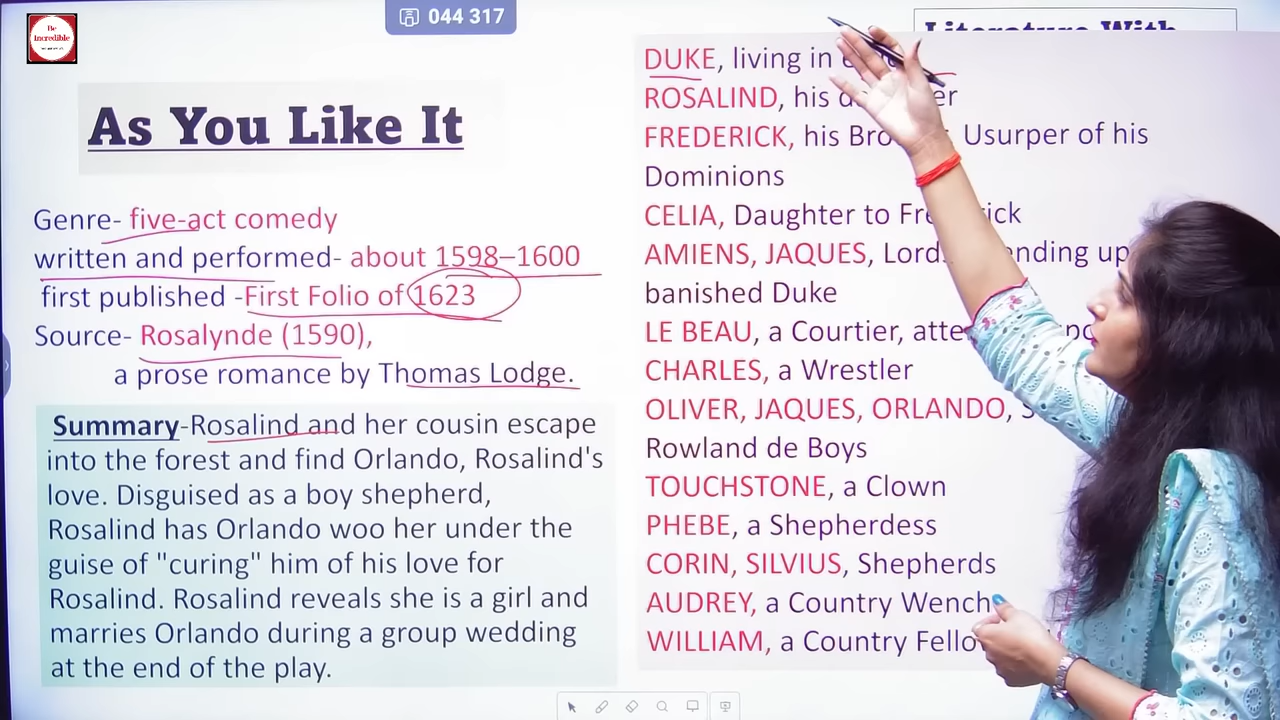 Be
Incredible
044 317
Literature With
As You Like It
Genre- five-act comedy
written and performed- about 1598–1600
first published -First Folio of 1623
Source- Rosalynde (1590),
a prose romance by Thomas Lodge.
Summary-Rosalind and her cousin escape
into the forest and find Orlando, Rosalind's
love. Disguised as a boy shepherd,
Rosalind has Orlando woo her under the
guise of "curing" him of his love for
Rosalind. Rosalind reveals she is a girl and
marries Orlando during a group wedding
at the end of the play.
DUKE, living in
ROSALIND, his
FREDERICK, his Usurper of his
Dominions
CELIA, Daughter to
AMIENS, JAQUES,
banished Duke
LE BEAU, a Courtier,
CHARLES, a Wrestler
OLIVER, JAQUES, ORLANDO,
Rowland de Boys
TOUCHSTONE, a Clown
PHEBE, a Shepherdess
CORIN, SILVIUS, Shepherds
AUDREY, a Country Wench
WILLIAM, a Country